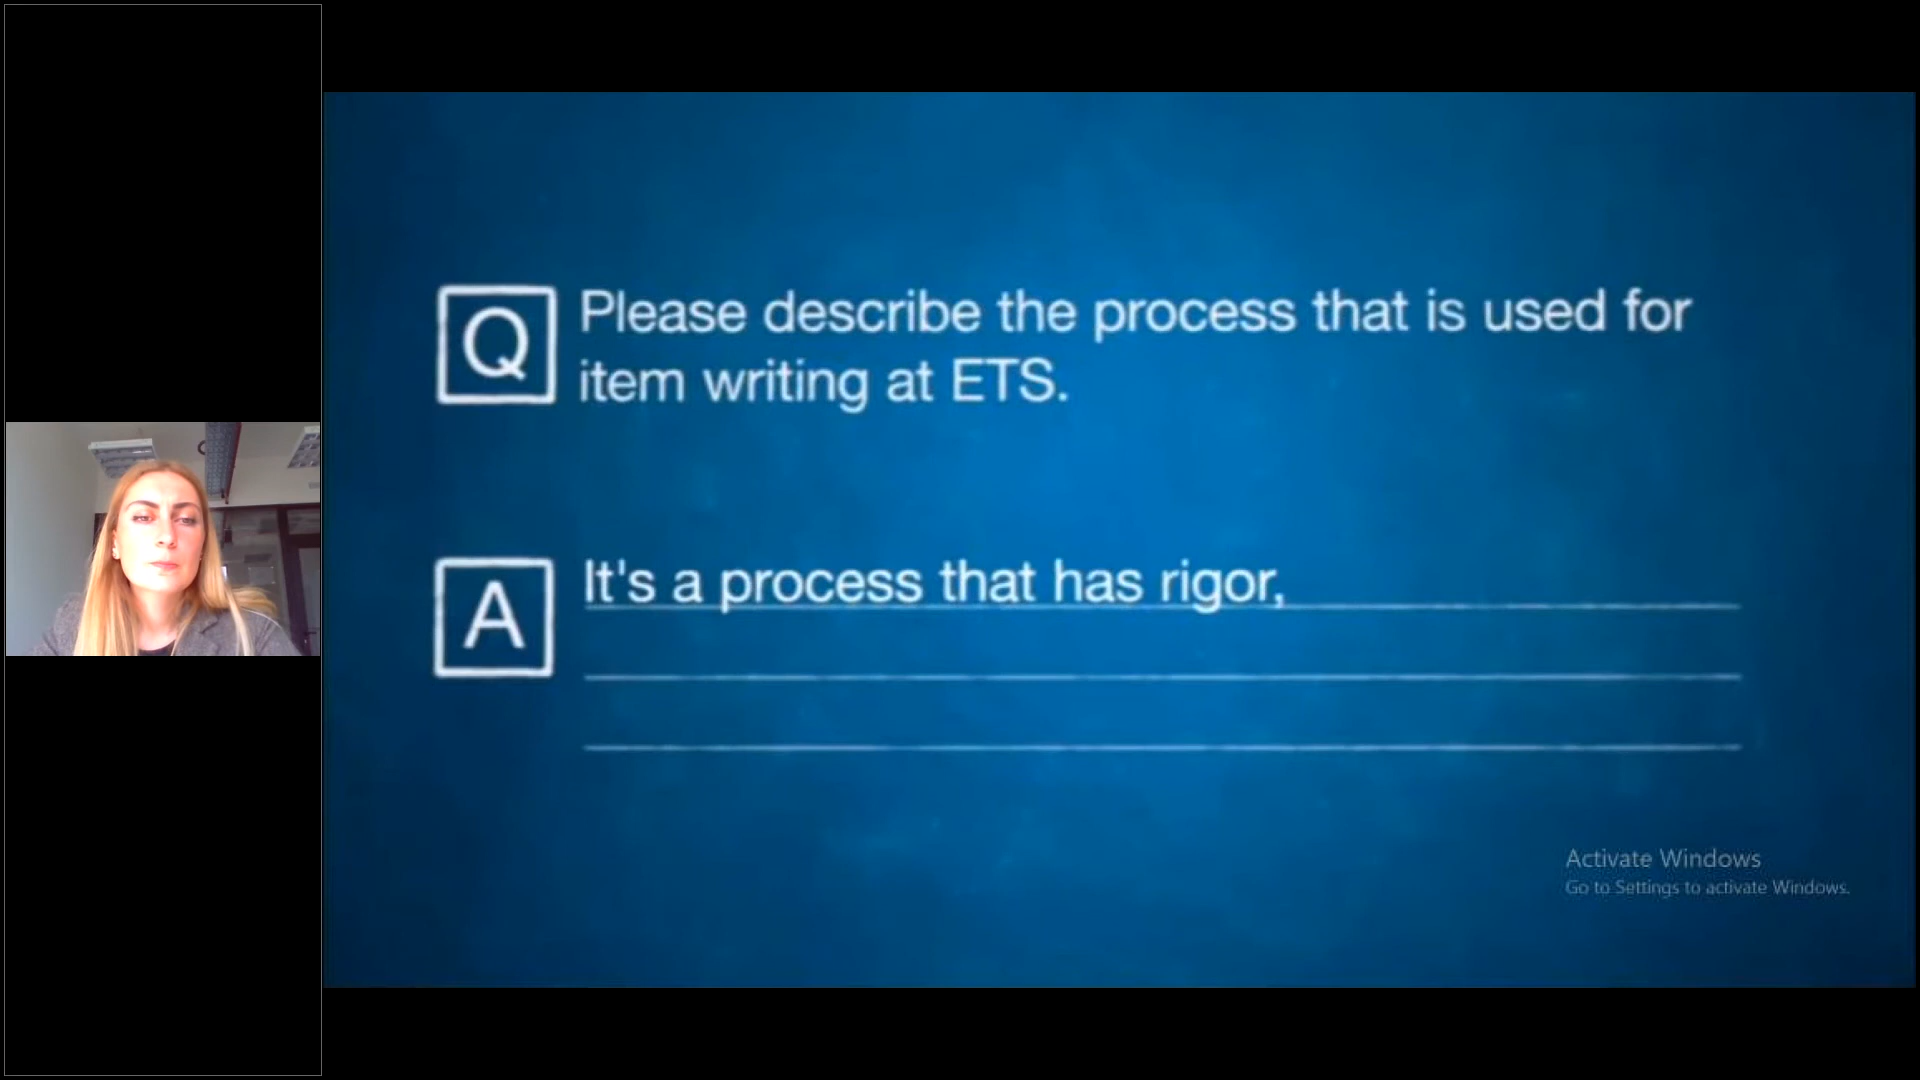 Q
Please describe the process that is used for
item writing at ETS.
A
It's a process that has rigor,
Activate Windows
Go to Settings to activate Windows.